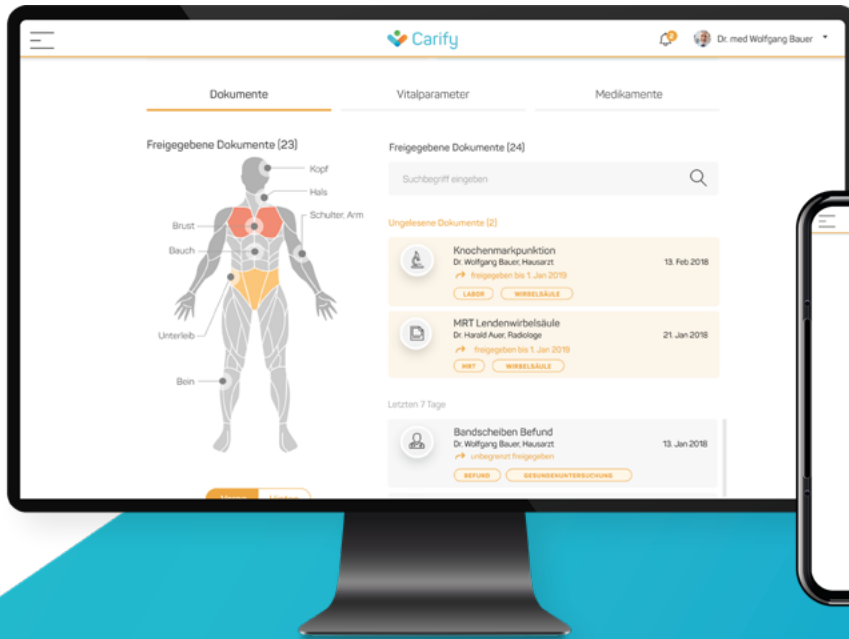 Carify
2
Dr. med Wolfgang Bauer
Dokumente
Vitalparameter
Medikamente
Freigegebene Dokumente (23)
Kopf
Hals
Schulter, Arm
Brust
Bauch
Unterleib
Bein
Freigegebene Dokumente (24)
Suchbegriff eingeben
Ungelesene Dokumente (2)
Knochenmarkpunktion
Dr. Wolfgang Bauer, Hausarzt
13. Feb 2018
freigegeben bis 1. Jan 2019
LABOR
WIRBELSÄULE
MRT Lendenwirbelsäule
Dr. Harald Auer, Radiologe
21. Jan 2018
freigegeben bis 1. Jan 2019
MRT
WIRBELSÄULE
Letzten 7 Tage
Bandscheiben Befund
Dr. Wolfgang Bauer, Hausarzt
13. Jan 2018
unbegrenzt freigegeben
BEFUND
GESUNDENUNTERSUCHUNG